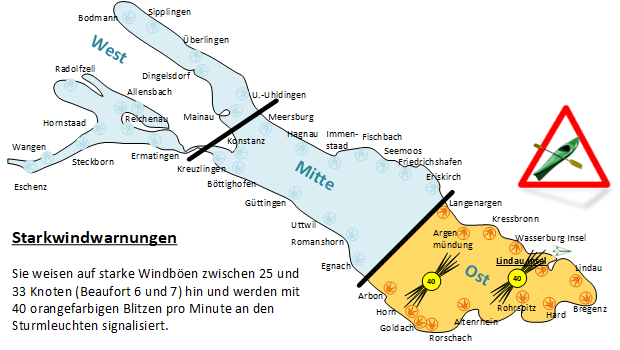 Sipplingen
Bodmann
Überlingen
West
Radolfzell
Dingelsdorf
Allensbach
U.-Uhldingen
Mainau
Meersburg
Reichenau
Hornstaad
Konstanz
Hagnau
Immen-
staad
Fischbach
Wangen
Seemoos
Ermatingen
Steckborn
Kreuzlingen
Friedrichshafen
Mitte
Eriskirch
Eschenz
Böttighofen
Güttingen
Langenargen
Kressbronn
Uttwil
Argen
mündung
Wasserburg Insel
Romanshorn
Lindau Insel
Egnach
Ost
Lindau
40
40
Arbon
Horn
Goldach
Altenrhein
Rohrspitz
Hard
Bregenz
Rorschach
Starkwindwarnungen
Sie weisen auf starke Windböen zwischen 25 und
33 Knoten (Beaufort 6 und 7) hin und werden mit
40 orangefarbigen Blitzen pro Minute an den
Sturmleuchten signalisiert.